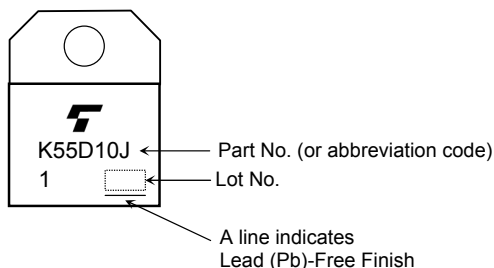 K55D10J
Part No. (or abbreviation code)
1
Lot No.
A line indicates
Lead (Pb)-Free Finish